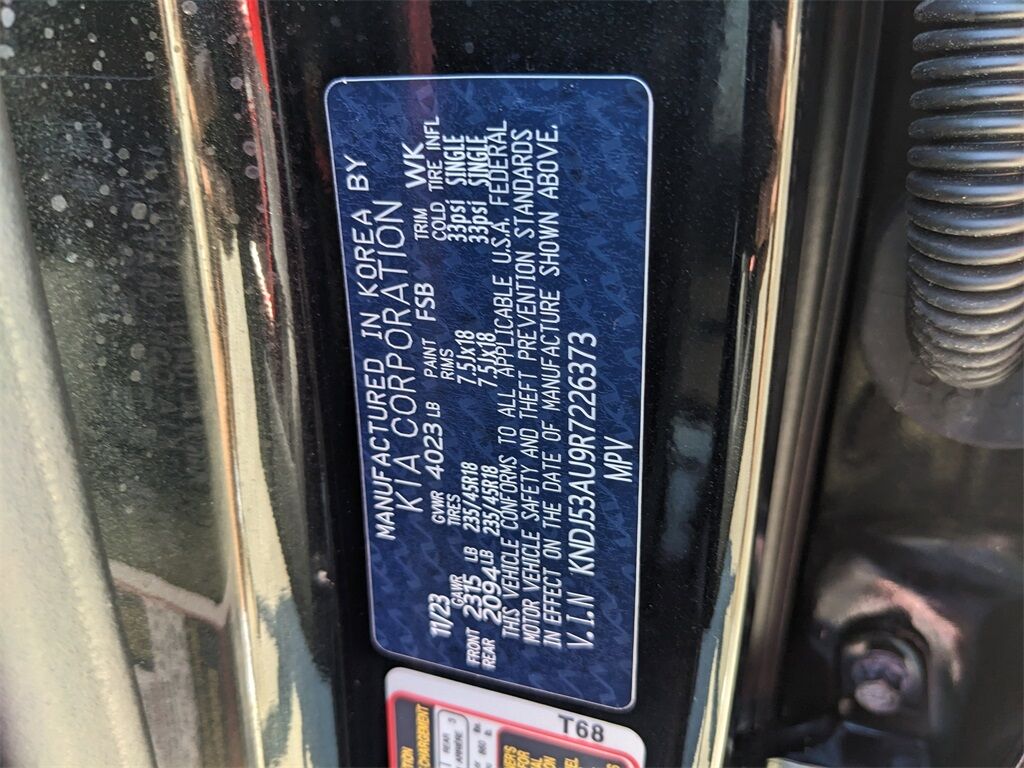 MANUFACTURED IN KOREA BY
KIA CORPORATION
11/23 GVWR 4023 LB PAINT FSB TRIM WK
GAWR TIRES RIMS COLD TIRE INFL
FRONT 2315 LB 235/45R18 7.5Jx18 33psi SINGLE
REAR 2094 LB 235/45R18 7.5Jx18 33psi SINGLE
THIS VEHICLE CONFORMS TO ALL APPLICABLE U.S.A. FEDERAL
MOTOR VEHICLE SAFETY AND THEFT PREVENTION STANDARDS
IN EFFECT ON THE DATE OF MANUFACTURE SHOWN ABOVE.
V.I.N KNDJ53AU9R7226373
MPV
T68
REAR